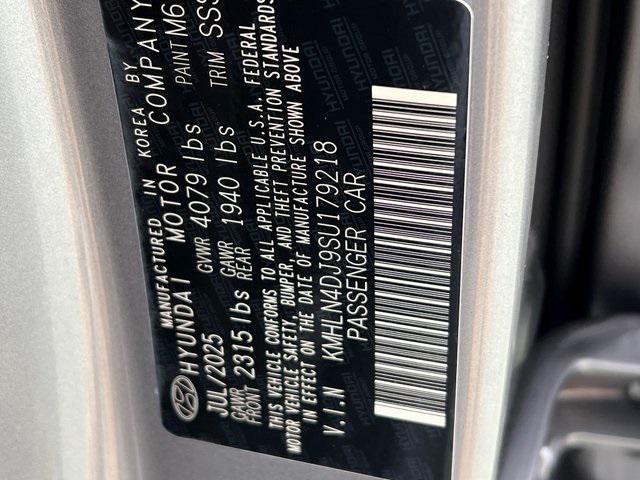 MANUFACTURED IN KOREA BY
HYUNDAI MOTOR COMPANY
JUL/2025 GVWR 4079 lbs PAINT M6
GAWR FRONT 2315 lbs GAWR REAR 1940 lbs TRIM SSS
THIS VEHICLE CONFORMS TO ALL APPLICABLE U.S.A. FEDERAL
MOTOR VEHICLE SAFETY, BUMPER, AND THEFT PREVENTION STANDARDS
IN EFFECT ON THE DATE OF MANUFACTURE SHOWN ABOVE
V.I.N KMHLN4DJ9SU179218
PASSENGER CAR